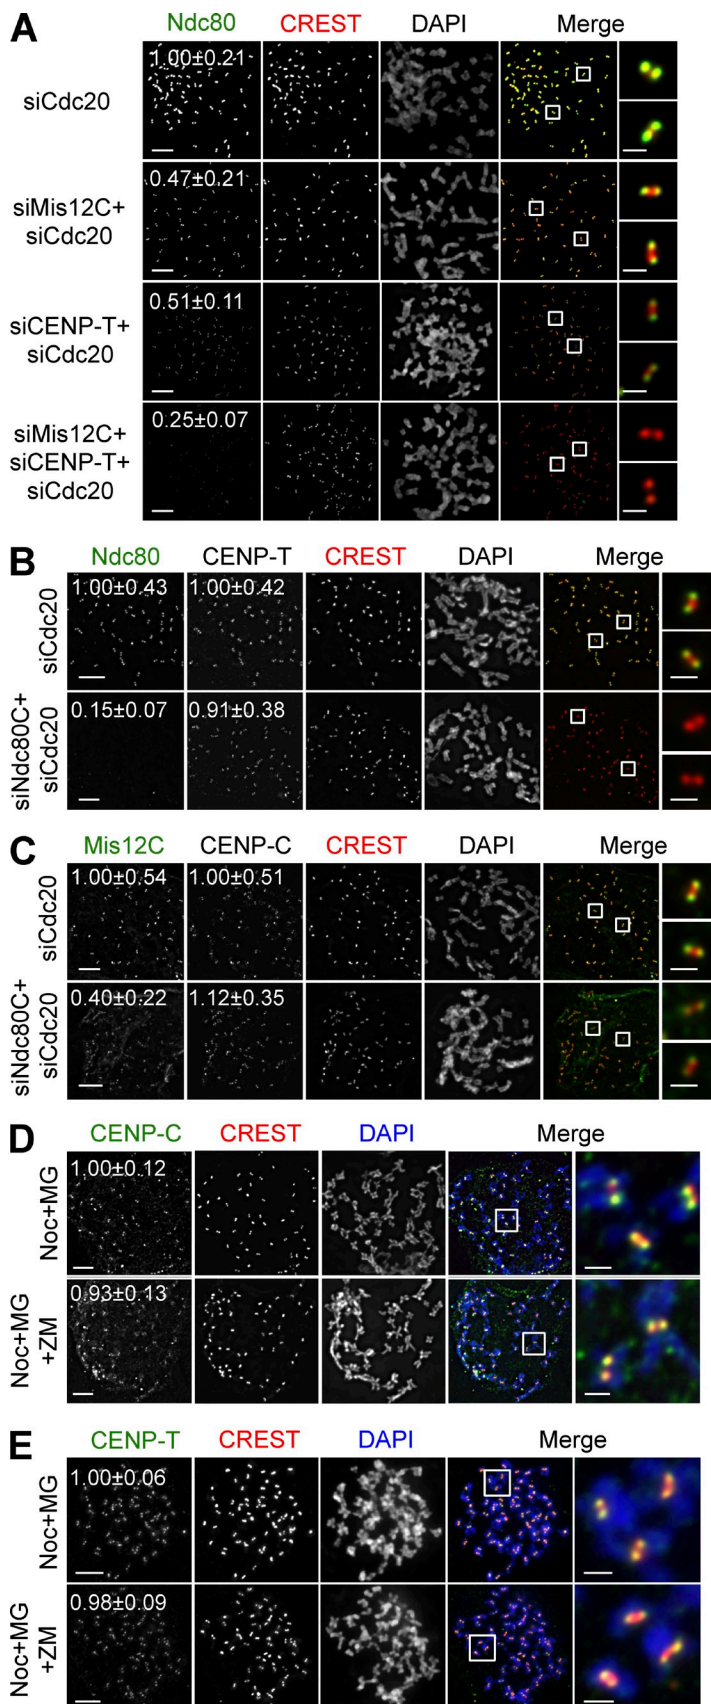 A
Ndc80 CREST DAPI Merge
siCdc20
1.00±0.21
siMis12C+
siCdc20
0.47±0.21
siCENP-T+
siCdc20
0.51±0.11
siMis12C+
siCENP-T+
siCdc20
0.25±0.07
B
Ndc80 CENP-T CREST DAPI Merge
siCdc20
1.00±0.43 1.00±0.42
siNdc80C+
siCdc20
0.15±0.07 0.91±0.38
C
Mis12C CENP-C CREST DAPI Merge
siCdc20
1.00±0.54 1.00±0.51
siNdc80C+
siCdc20
0.40±0.22 1.12±0.35
D
CENP-C CREST DAPI Merge
Noc+MG
1.00±0.12
Noc+MG
+ZM
0.93±0.13
E
CENP-T CREST DAPI Merge
Noc+MG
1.00±0.06
Noc+MG
+ZM
0.98±0.09